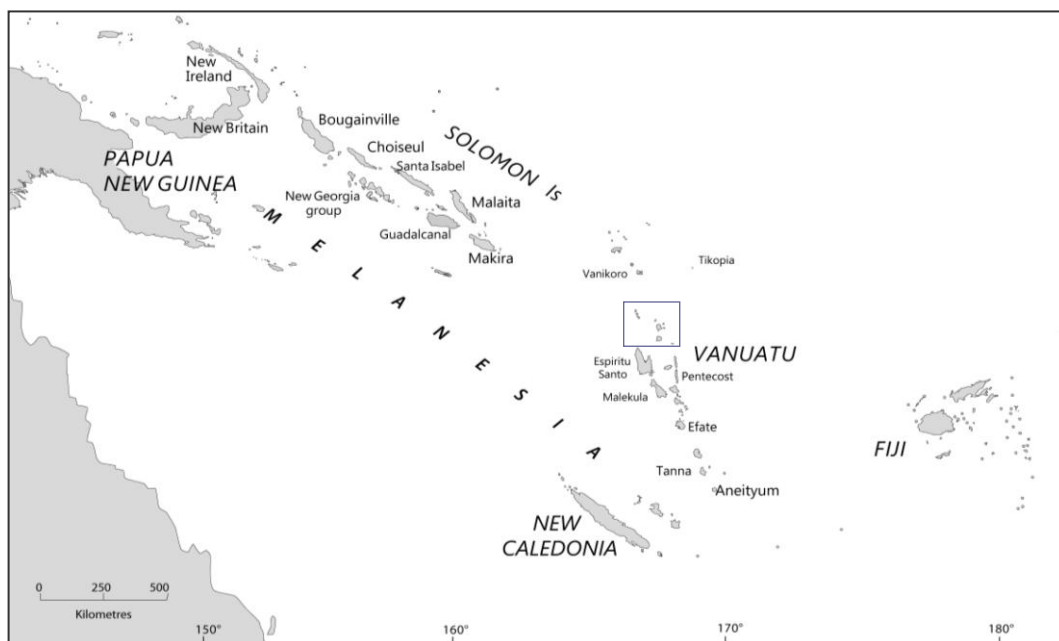 New
Ireland
New Britain
Bougainville
PAPUA
NEW GUINEA
Choiseul
Santa Isabel
SOLOMON Is
New Georgia
group
Malaita
Guadalcanal
Makira
MELANESIA
Vanikoro
Tikopia
VANUATU
Espiritu
Santo
Pentecost
Malekula
Efate
FIJI
Tanna
Aneityum
NEW
CALEDONIA
0 250 500
Kilometres
150° 160° 170° 180°